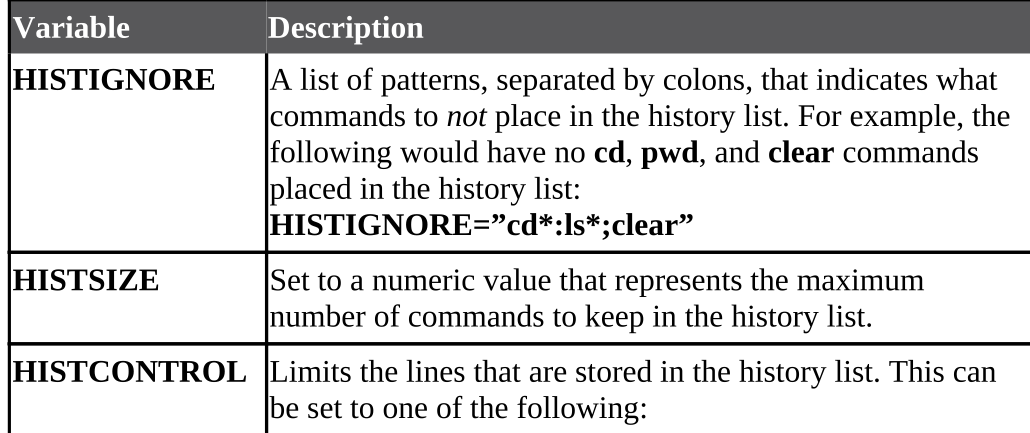 Variable Description
HISTIGNORE A list of patterns, separated by colons, that indicates what
commands to not place in the history list. For example, the
following would have no cd, pwd, and clear commands
placed in the history list:
HISTIGNORE=”cd*:ls*;clear”
HISTSIZE Set to a numeric value that represents the maximum
number of commands to keep in the history list.
HISTCONTROL Limits the lines that are stored in the history list. This can
be set to one of the following: